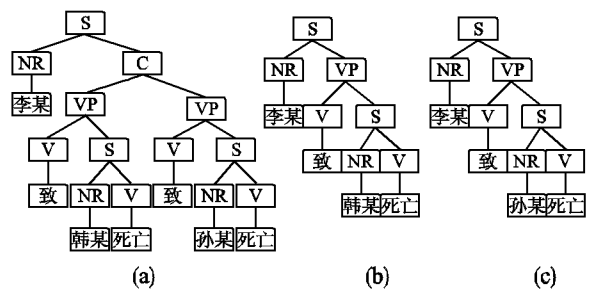 S S S
NR C NR VP NR VP
李某 VP VP 李某 V S 李某 V S
V S V S 致 NR V 致 NR V
致 NR V 致 NR V 韩某 死亡 孙某 死亡
韩某 死亡 孙某 死亡
(a) (b) (c)